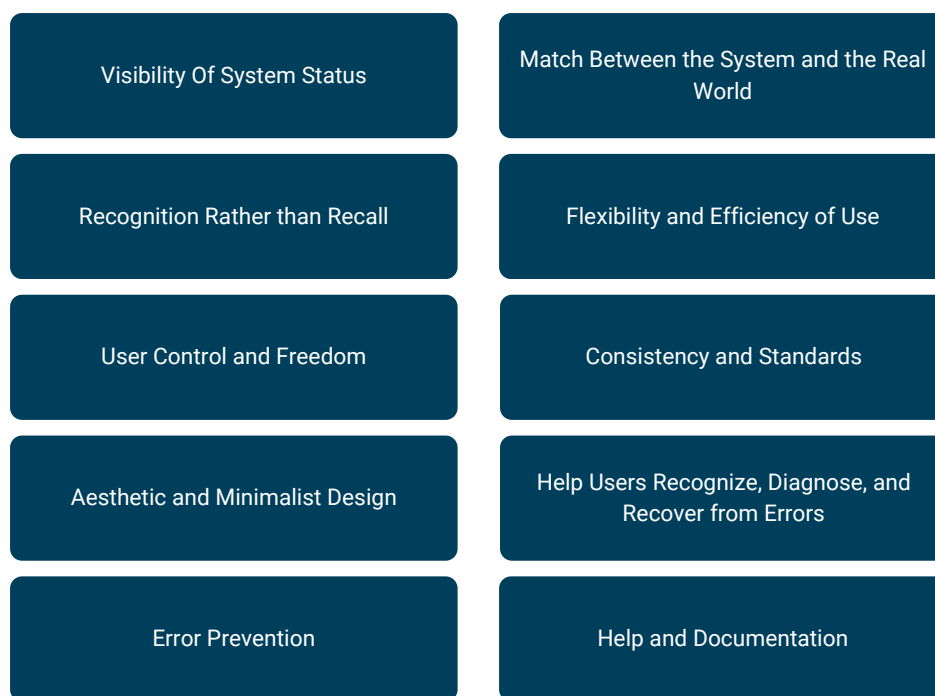 Visibility Of System Status
Match Between the System and the Real
World
Recognition Rather than Recall
Flexibility and Efficiency of Use
User Control and Freedom
Consistency and Standards
Aesthetic and Minimalist Design
Help Users Recognize, Diagnose, and
Recover from Errors
Error Prevention
Help and Documentation